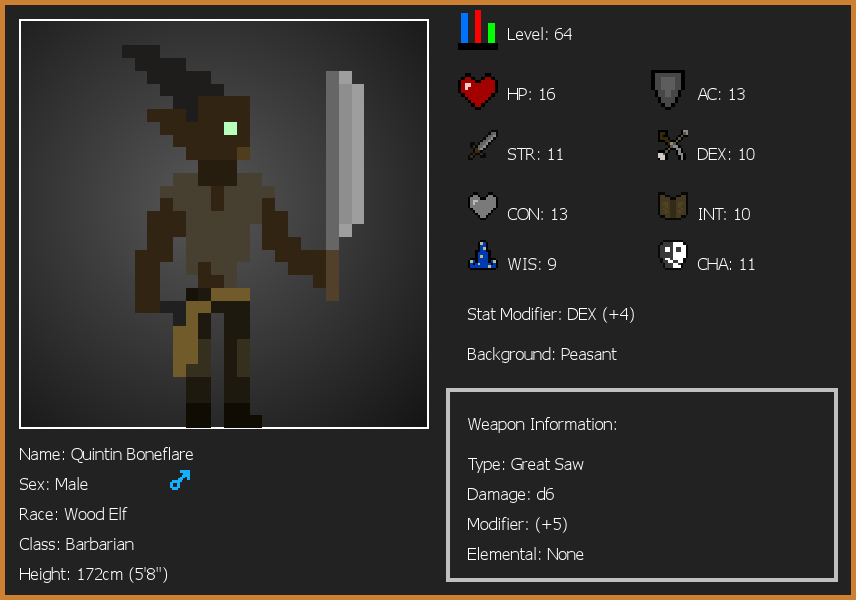 Level: 64
HP: 16
AC: 13
STR: 11
DEX: 10
CON: 13
INT: 10
WIS: 9
CHA: 11
Stat Modifier: DEX (+4)
Background: Peasant
Weapon Information:
Type: Great Saw
Damage: d6
Modifier: (+5)
Elemental: None
Name: Quintin Boneflare
Sex: Male
Race: Wood Elf
Class: Barbarian
Height: 172cm (5'8")